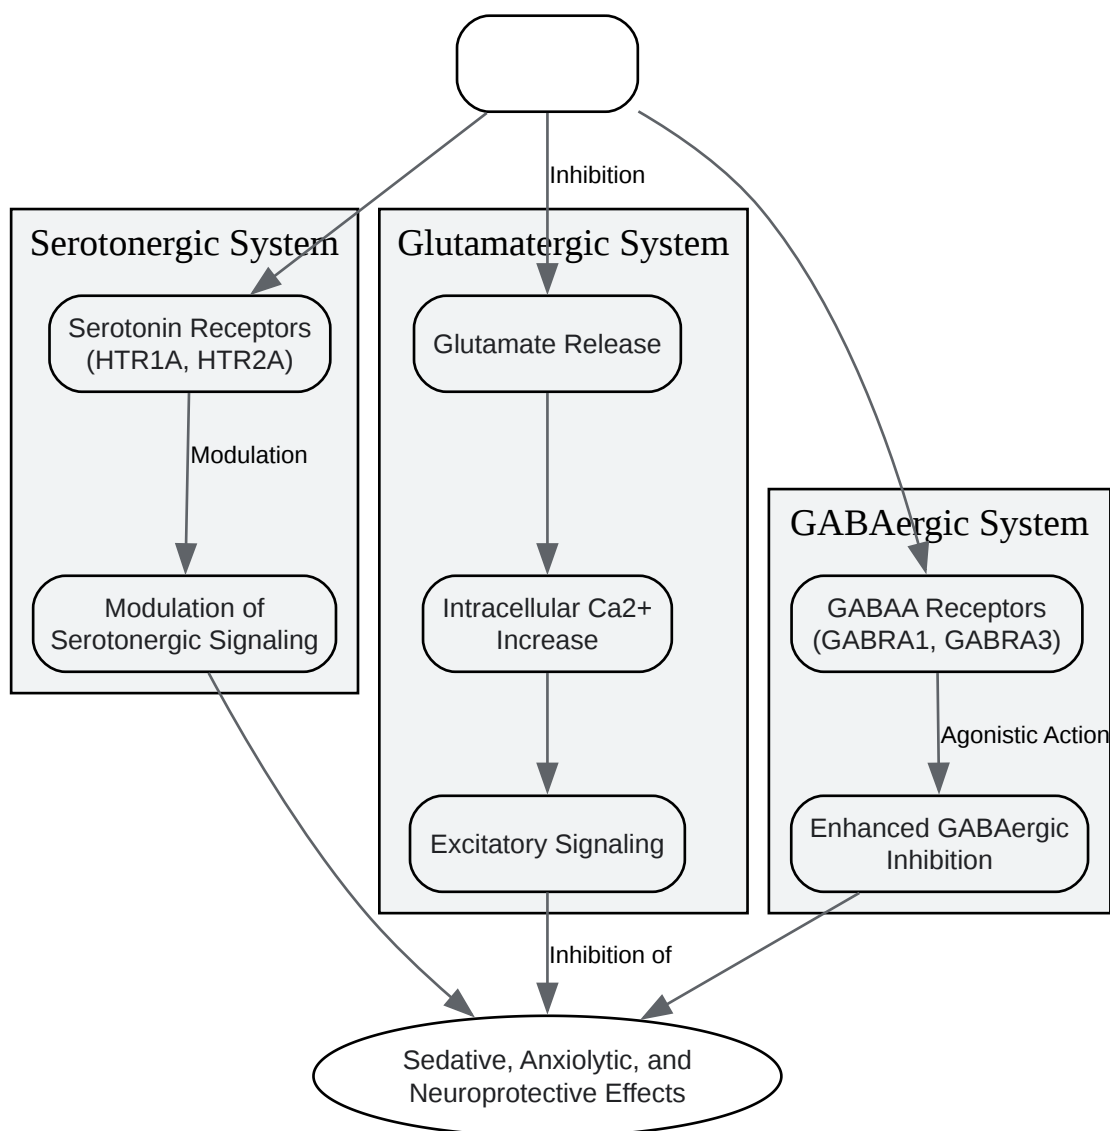 Inhibition
Serotonergic System
Glutamatergic System
Serotonin Receptors
(HTR1A, HTR2A)
Glutamate Release
Modulation
GABAergic System
Modulation of
Serotonergic Signaling
Intracellular Ca2+
Increase
GABAA Receptors
(GABRA1, GABRA3)
Agonistic Action
Excitatory Signaling
Enhanced GABAergic
Inhibition
Inhibition of
Sedative, Anxiolytic, and
Neuroprotective Effects